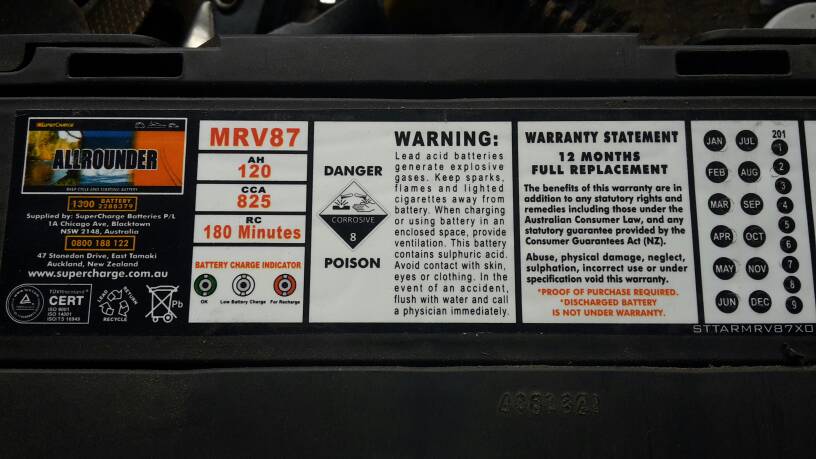 SUPERCHARGE
ALLROUNDER
DEEP CYCLE AND STARTING BATTERY
1300 BATTERY
2288379
Supplied by: SuperCharge Batteries P/L
1A Chicago Ave, Blacktown
NSW 2148, Australia
0800 188 122
47 Stonedon Drive, East Tamaki
Auckland, New Zealand
www.supercharge.com.au
TÜVRheinland
CERT
ISO 9001
ISO 14001
ISO/TS 16949
LEAD
RETURN
RECYCLE
Pb
MRV87
AH
120
CCA
825
RC
180 Minutes
BATTERY CHARGE INDICATOR
OK
Low Battery Charge
For Recharge
DANGER
CORROSIVE
8
POISON
WARNING:
Lead acid batteries
generate explosive
gases. Keep sparks,
flames and lighted
cigarettes away from
battery. When charging
or using battery in an
enclosed space, provide
ventilation. This battery
contains sulphuric acid.
Avoid contact with skin,
eyes or clothing. In the
event of an accident,
flush with water and call
a physician immediately.
WARRANTY STATEMENT
12 MONTHS
FULL REPLACEMENT
The benefits of this warranty are in
addition to any statutory rights and
remedies including those under the
Australian Consumer Law, and any
statutory guarantee provided by the
Consumer Guarantees Act (NZ).
Abuse, physical damage, neglect,
sulphation, incorrect use or under
specification void this warranty.
*PROOF OF PURCHASE REQUIRED.
*DISCHARGED BATTERY
IS NOT UNDER WARRANTY.
JAN JUL 201
1
FEB AUG 2
3
MAR SEP 4
5
APR OCT 6
7
MAY NOV 8
JUN DEC 9
STTARMRV87XO